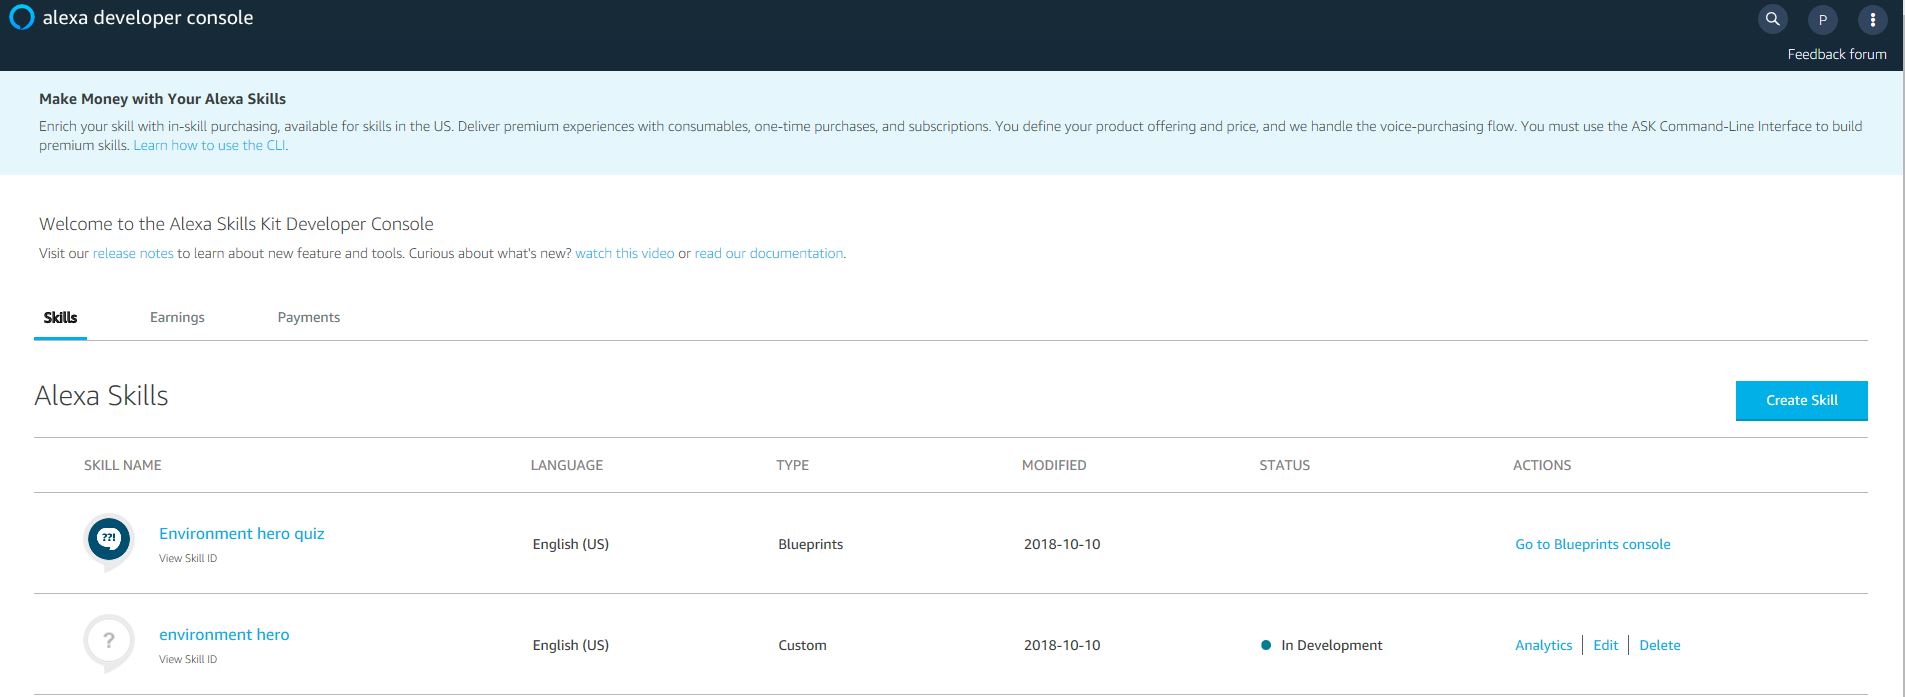 alexa developer console
P
Feedback forum
Make Money with Your Alexa Skills
Enrich your skill with in-skill purchasing, available for skills in the US. Deliver premium experiences with consumables, one-time purchases, and subscriptions. You define your product offering and price, and we handle the voice-purchasing flow. You must use the ASK Command-Line Interface to build
premium skills. Learn how to use the CLI.
Welcome to the Alexa Skills Kit Developer Console
Visit our release notes to learn about new feature and tools. Curious about what's new? watch this video or read our documentation.
Skills Earnings Payments
Alexa Skills
Create Skill
SKILL NAME LANGUAGE TYPE MODIFIED STATUS ACTIONS
??!
Environment hero quiz
View Skill ID
English (US) Blueprints 2018-10-10 Go to Blueprints console
?
environment hero
View Skill ID
English (US) Custom 2018-10-10 In Development Analytics Edit Delete